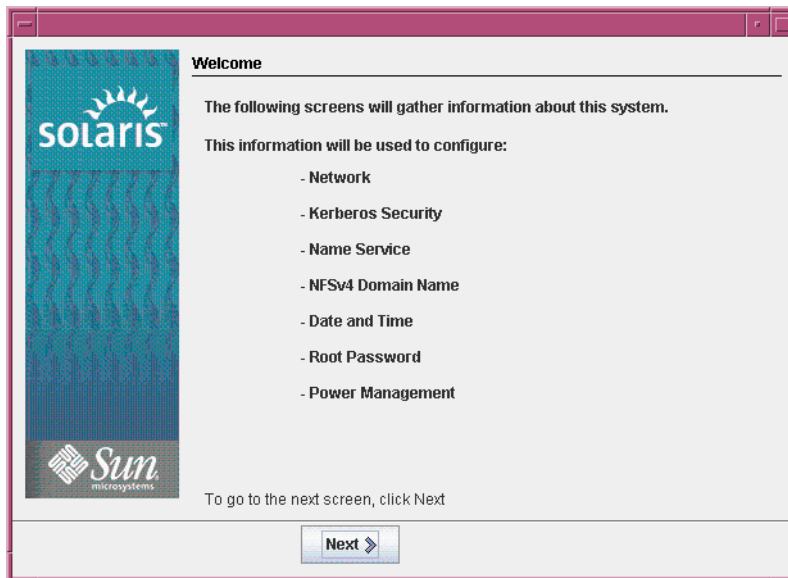 Welcome
The following screens will gather information about this system.
This information will be used to configure:
- Network
- Kerberos Security
- Name Service
- NFSv4 Domain Name
- Date and Time
- Root Password
- Power Management
To go to the next screen, click Next
Next
solaris™
Sun
microsystems